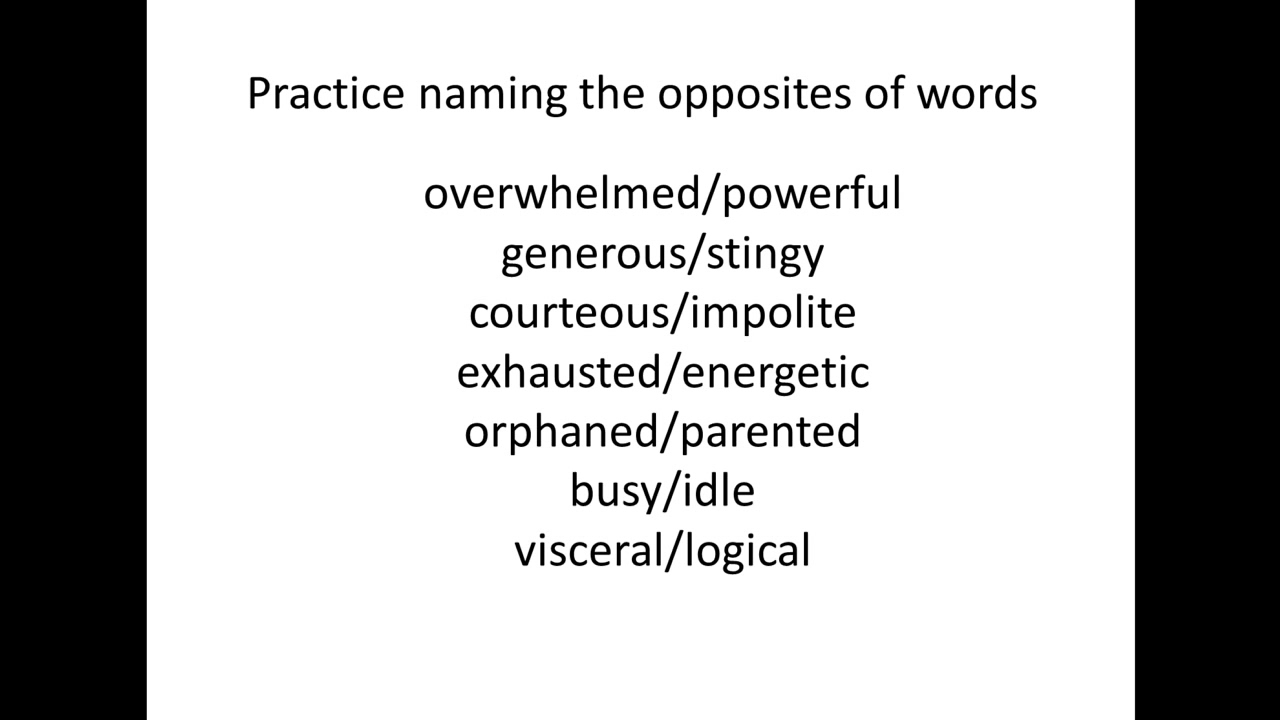 Practice naming the opposites of words
overwhelmed/powerful
generous/stingy
courteous/impolite
exhausted/energetic
orphaned/parented
busy/idle
visceral/logical